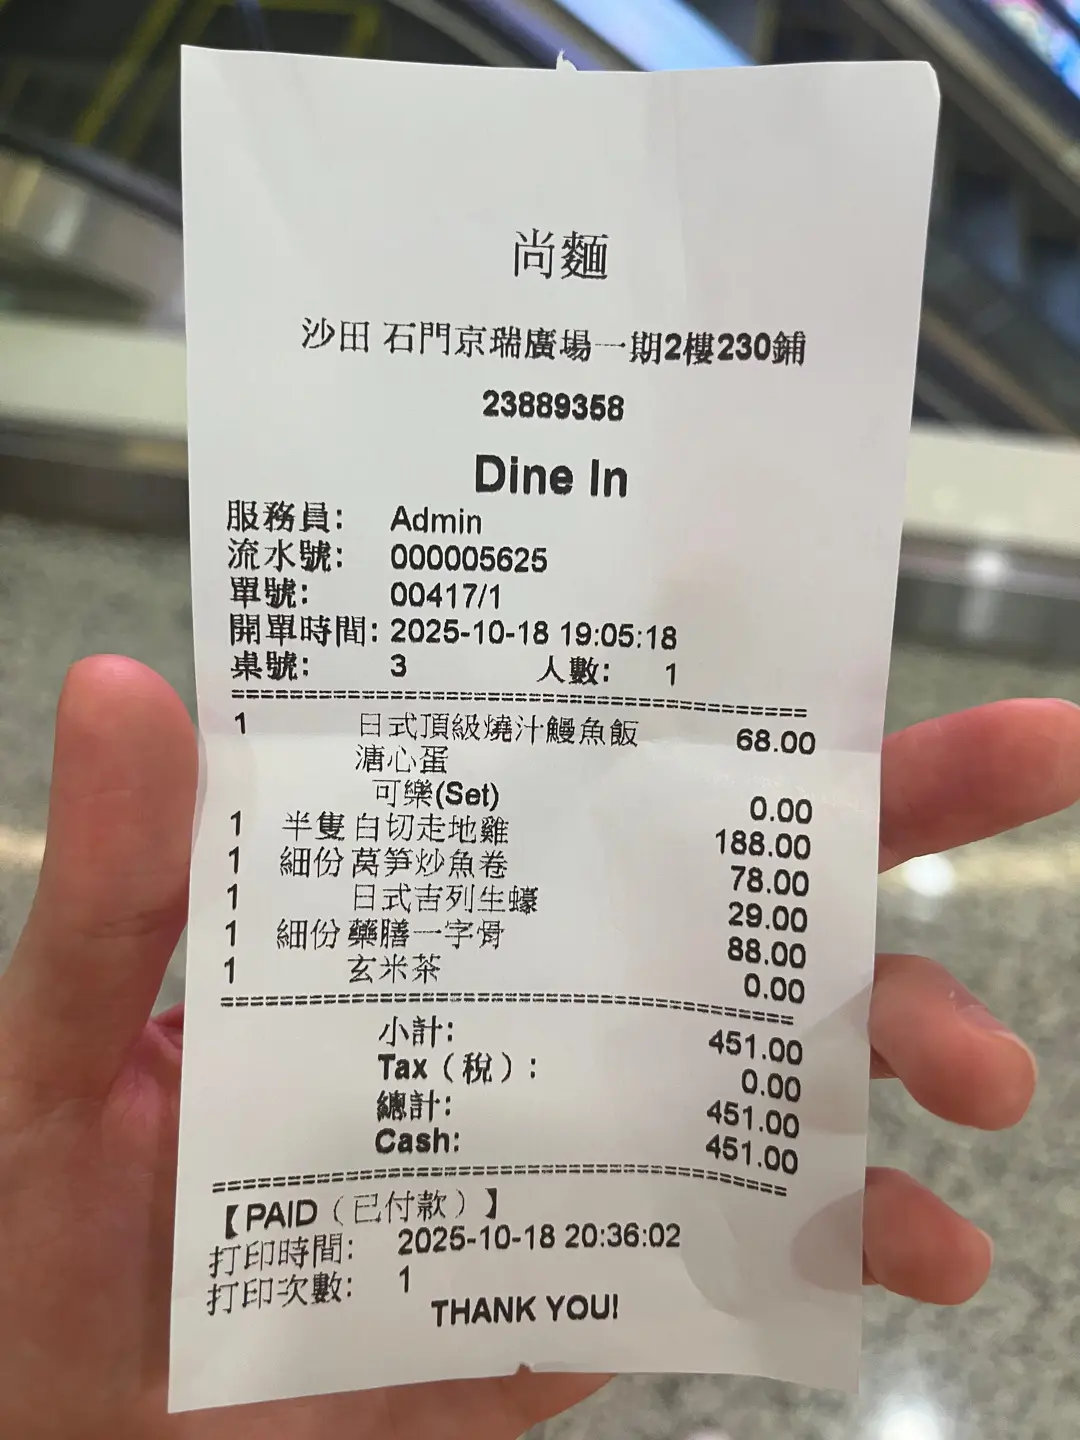 尚麵
沙田 石門京瑞廣場一期2樓230鋪
23889358
Dine In
服務員: Admin
流水號: 000005625
單號: 00417/1
開單時間: 2025-10-18 19:05:18
桌號: 3 人數: 1
========================================
1 日式頂級燒汁鰻魚飯 68.00
溏心蛋
可樂(Set) 0.00
1 半隻 白切走地雞 188.00
1 細份 萵笋炒魚卷 78.00
1 日式吉列生蠔 29.00
1 細份 藥膳一字骨 88.00
1 玄米茶 0.00
========================================
小計: 451.00
Tax（稅）: 0.00
總計: 451.00
Cash: 451.00
========================================
【PAID（已付款）】
打印時間: 2025-10-18 20:36:02
打印次數: 1
THANK YOU!